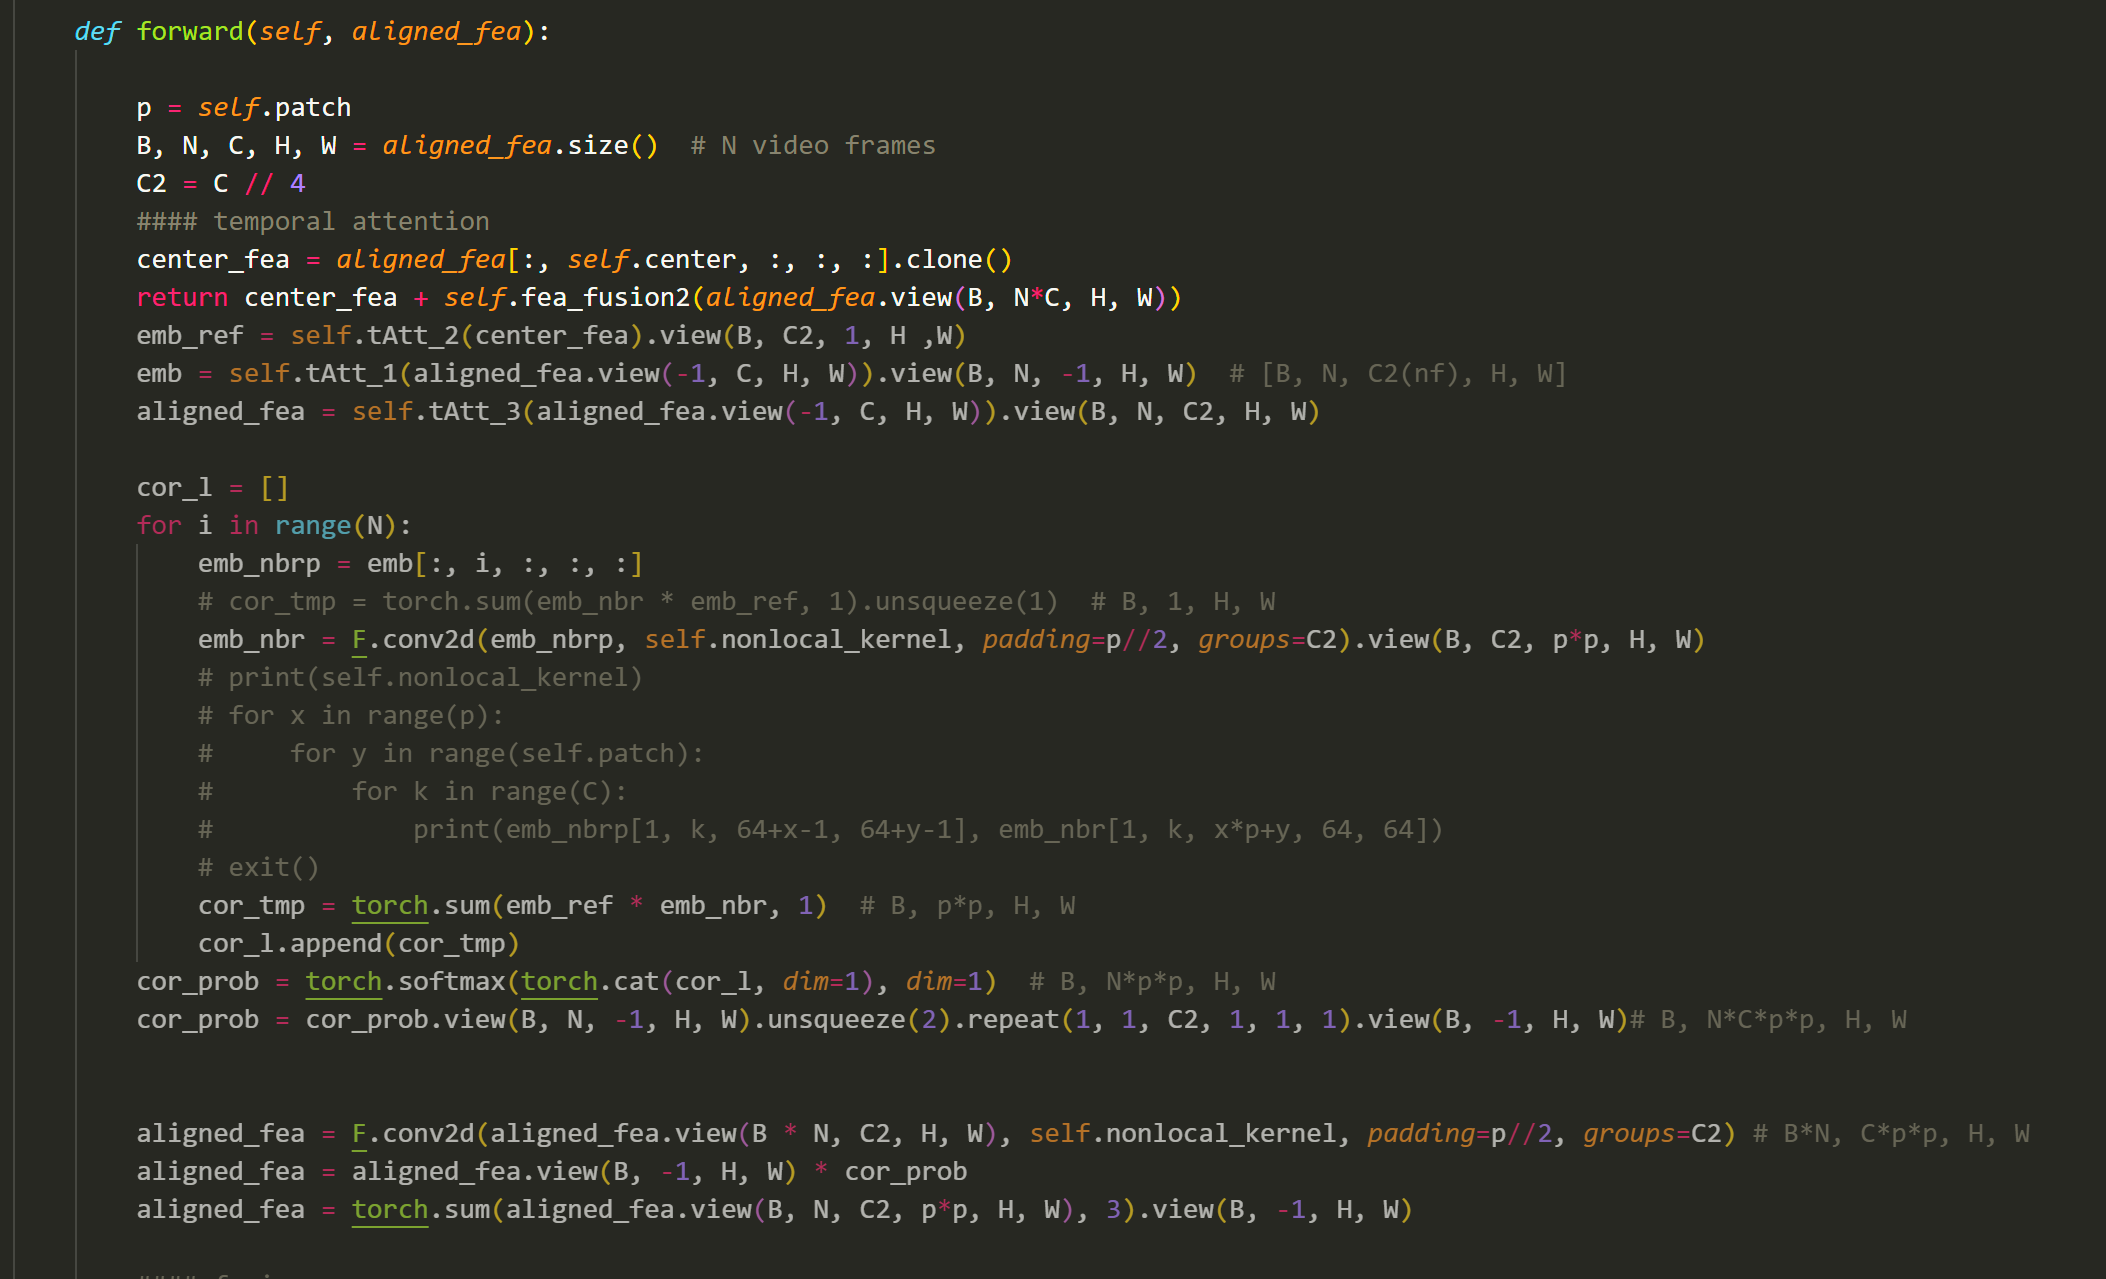 def forward(self, aligned_fea):
p = self.patch
B, N, C, H, W = aligned_fea.size()  # N video frames
C2 = C // 4
#### temporal attention
center_fea = aligned_fea[:, self.center, :, :, :].clone()
return center_fea + self.fea_fusion2(aligned_fea.view(B, N*C, H, W))
emb_ref = self.tAtt_2(center_fea).view(B, C2, 1, H ,W)
emb = self.tAtt_1(aligned_fea.view(-1, C, H, W)).view(B, N, -1, H, W)  # [B, N, C2(nf), H, W]
aligned_fea = self.tAtt_3(aligned_fea.view(-1, C, H, W)).view(B, N, C2, H, W)
cor_l = []
for i in range(N):
emb_nbrp = emb[:, i, :, :, :]
# cor_tmp = torch.sum(emb_nbr * emb_ref, 1).unsqueeze(1)  # B, 1, H, W
emb_nbr = F.conv2d(emb_nbrp, self.nonlocal_kernel, padding=p//2, groups=C2).view(B, C2, p*p, H, W)
# print(self.nonlocal_kernel)
# for x in range(p):
#     for y in range(self.patch):
#         for k in range(C):
#             print(emb_nbrp[1, k, 64+x-1, 64+y-1], emb_nbr[1, k, x*p+y, 64, 64])
# exit()
cor_tmp = torch.sum(emb_ref * emb_nbr, 1)  # B, p*p, H, W
cor_l.append(cor_tmp)
cor_prob = torch.softmax(torch.cat(cor_l, dim=1), dim=1)  # B, N*p*p, H, W
cor_prob = cor_prob.view(B, N, -1, H, W).unsqueeze(2).repeat(1, 1, C2, 1, 1, 1).view(B, -1, H, W)# B, N*C*p*p, H, W
aligned_fea = F.conv2d(aligned_fea.view(B * N, C2, H, W), self.nonlocal_kernel, padding=p//2, groups=C2) # B*N, C*p*p, H, W
aligned_fea = aligned_fea.view(B, -1, H, W) * cor_prob
aligned_fea = torch.sum(aligned_fea.view(B, N, C2, p*p, H, W), 3).view(B, -1, H, W)